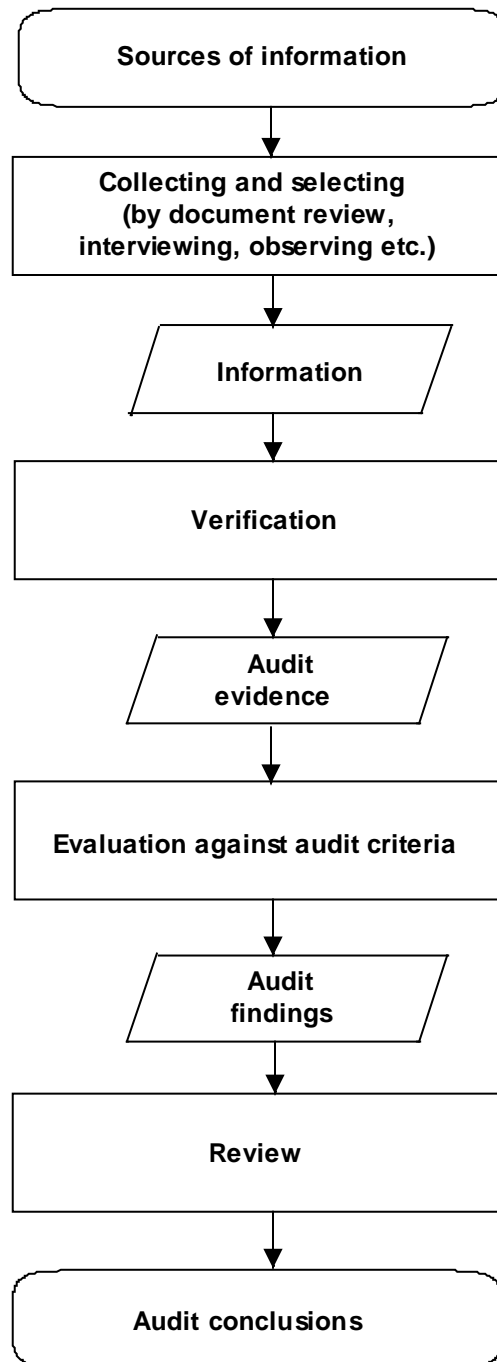 Sources of information
Collecting and selecting
(by document review,
interviewing, observing etc.)
Information
Verification
Audit
evidence
Evaluation against audit criteria
Audit
findings
Review
Audit conclusions